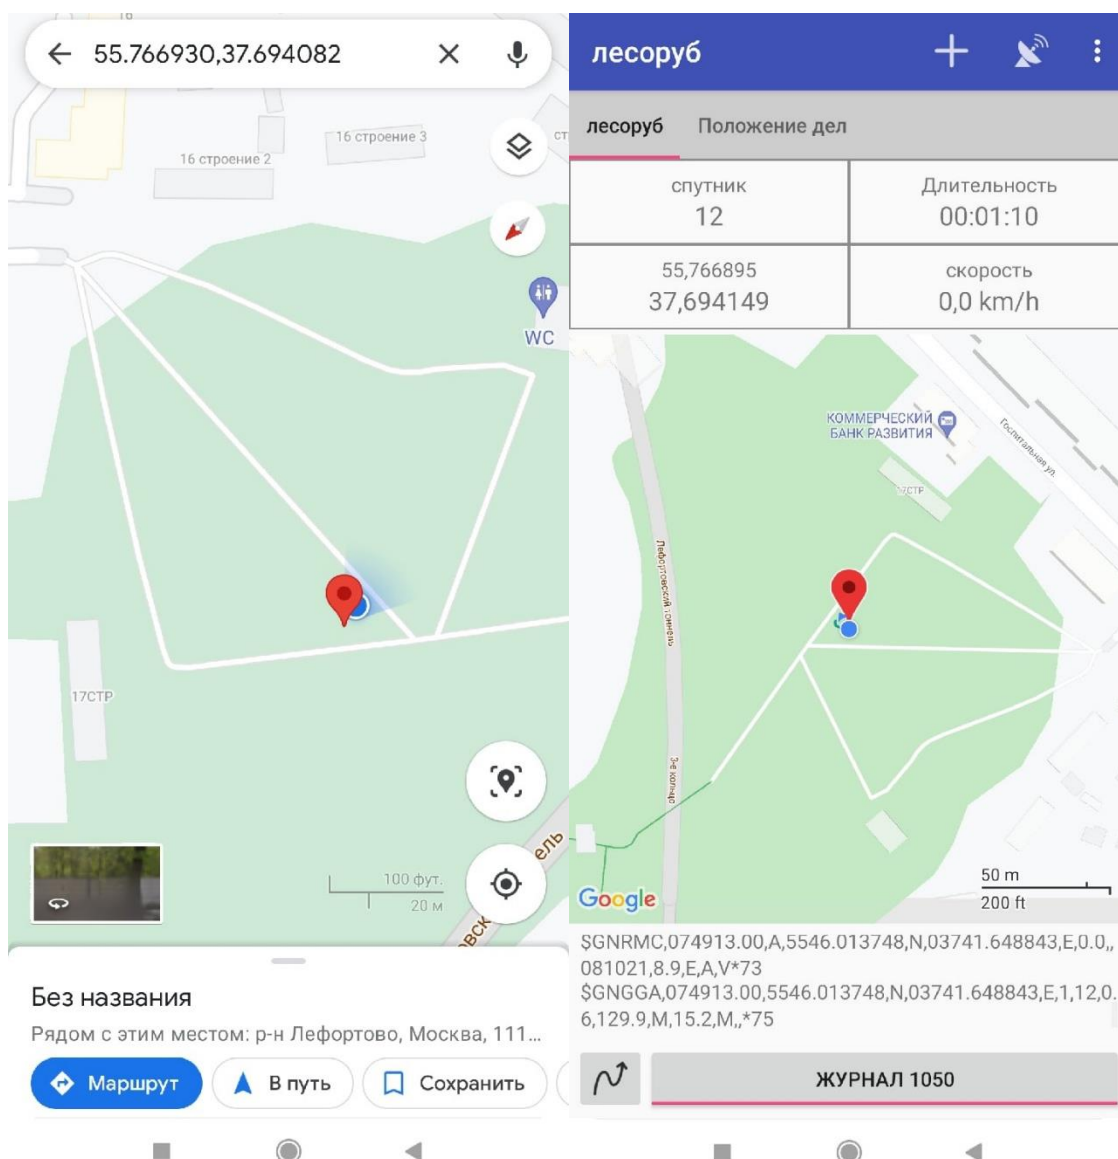 16
55.766930,37.694082
16 строение 3
16 строение 2
WC
17СТР
100 фут.
20 м
Без названия
Рядом с этим местом: р-н Лефортово, Москва, 111...
Маршрут
В путь
Сохранить
лесоруб
лесоруб
Положение дел
спутник
12
Длительность
00:01:10
55,766895
37,694149
скорость
0,0 km/h
КОММЕРЧЕСКИЙ
БАНК РАЗВИТИЯ
Госпитальная ул.
17СТР
Лефортовский тоннель
3-е кольцо
50 m
200 ft
Google
$GNRMC,074913.00,A,5546.013748,N,03741.648843,E,0.0,,
081021,8.9,E,A,V*73
$GNGGA,074913.00,5546.013748,N,03741.648843,E,1,12,0.
6,129.9,M,15.2,M,,*75
ЖУРНАЛ 1050